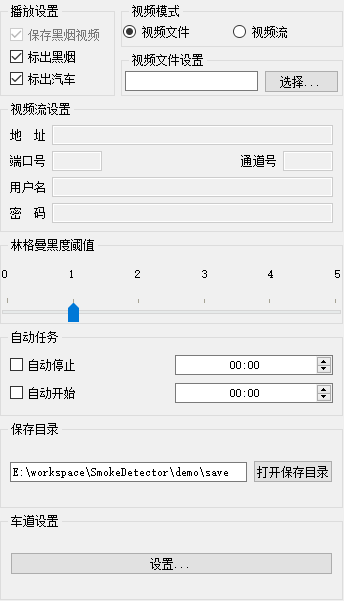 播放设置
保存黑烟视频
标出黑烟
标出汽车
视频模式
视频文件 视频流
视频文件设置
选择...
视频流设置
地 址
端口号 通道号
用户名
密 码
林格曼黑度阈值
0 1 2 3 4 5
自动任务
自动停止 00:00
自动开始 00:00
保存目录
E:\workspace\SmokeDetector\demo\save 打开保存目录
车道设置
设置...